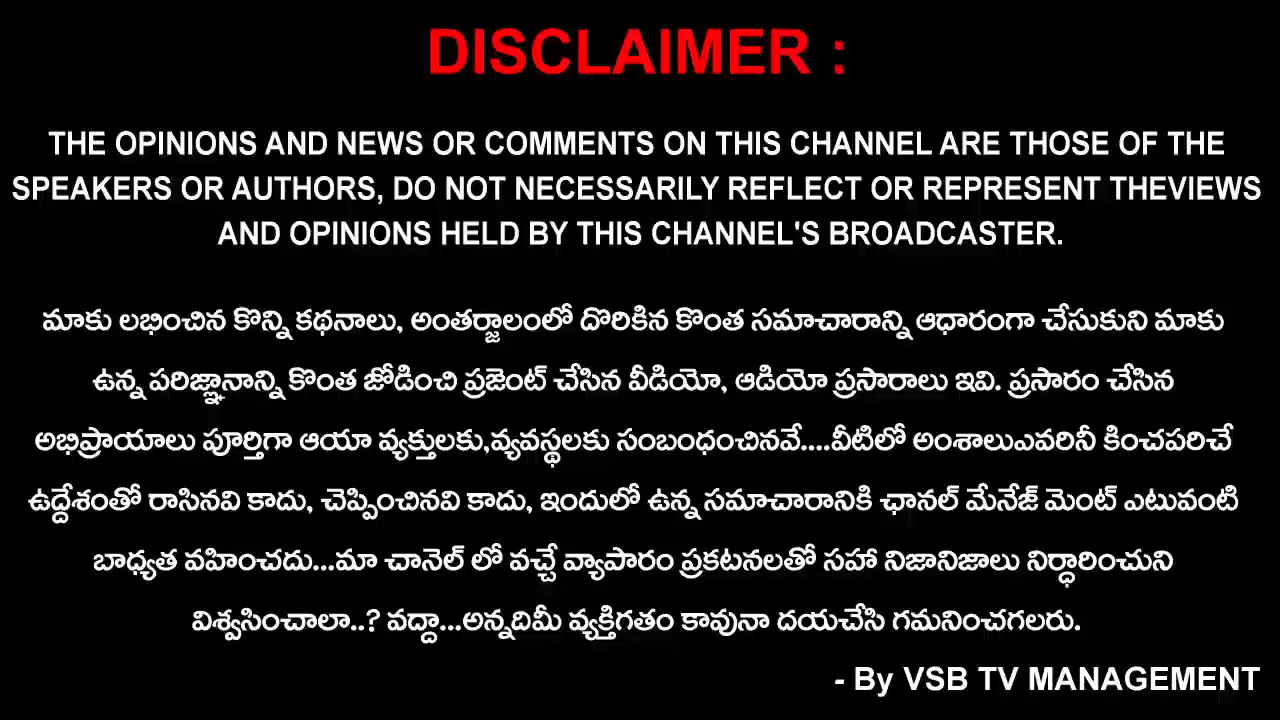 DISCLAIMER :
THE OPINIONS AND NEWS OR COMMENTS ON THIS CHANNEL ARE THOSE OF THE
SPEAKERS OR AUTHORS, DO NOT NECESSARILY REFLECT OR REPRESENT THEVIEWS
AND OPINIONS HELD BY THIS CHANNEL'S BROADCASTER.
మాకు లభించిన కొన్ని కథనాలు, అంతర్జాలంలో దొరికిన కొంత సమాచారాన్ని ఆధారంగా చేసుకుని మాకు
ఉన్న పరిజ్ఞానాన్ని కొంత జోడించి ప్రజెంట్ చేసిన వీడియో, ఆడియో ప్రసారాలు ఇవి. ప్రసారం చేసిన
అభిప్రాయాలు పూర్తిగా ఆయా వ్యక్తులకు,వ్యవస్థలకు సంబంధంచినవే....వీటిలో అంశాలుఎవరినీ కించపరిచే
ఉద్దేశంతో రాసినవి కాదు, చెప్పించినవి కాదు, ఇందులో ఉన్న సమాచారానికి ఛానల్ మేనేజ్ మెంట్ ఎటువంటి
బాధ్యత వహించదు...మా చానెల్ లో వచ్చే వ్యాపారం ప్రకటనలతో సహా నిజానిజాలు నిర్ధారించుని
విశ్వసించాలా..? వద్దా...అన్నదిమీ వ్యక్తిగతం కావునా దయచేసి గమనించగలరు.
- By VSB TV MANAGEMENT